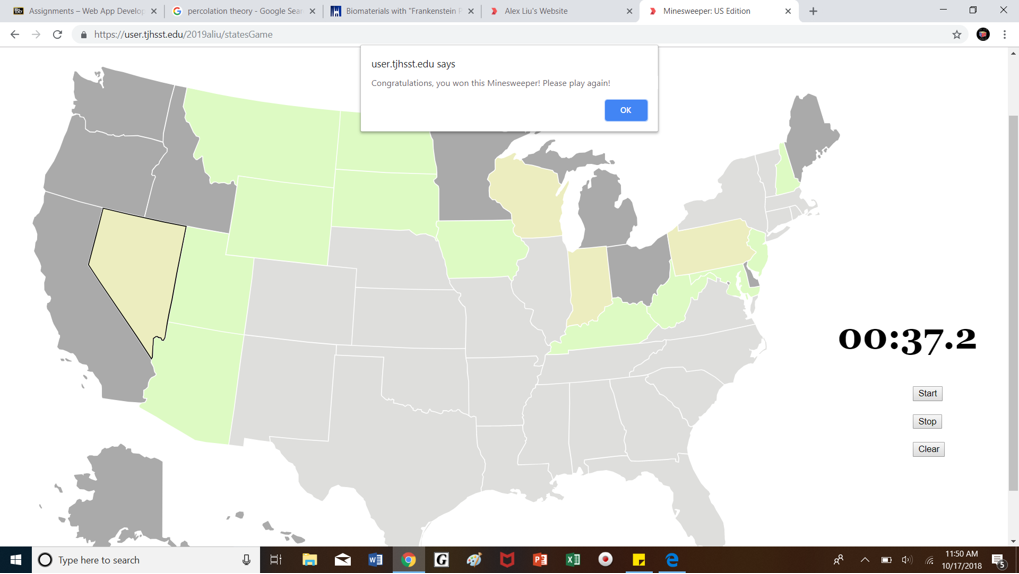 Assignments – Web App Develop
percolation theory - Google Sear
Biomaterials with "Frankenstein P
Alex Liu's Website
Minesweeper: US Edition
https://user.tjhsst.edu/2019aliu/statesGame
user.tjhsst.edu says
Congratulations, you won this Minesweeper! Please play again!
OK
00:37.2
Start
Stop
Clear
Type here to search
11:50 AM
10/17/2018
5